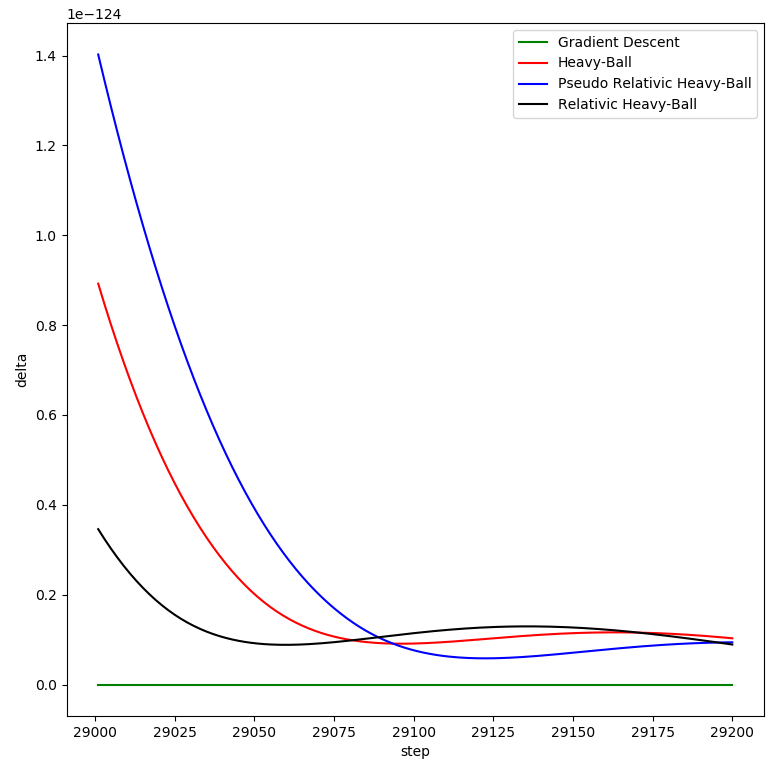 1e−124
Gradient Descent
Heavy-Ball
Pseudo Relativic Heavy-Ball
Relativic Heavy-Ball
1.4
1.2
1.0
0.8
0.6
0.4
0.2
0.0
delta
29000 29025 29050 29075 29100 29125 29150 29175 29200
step